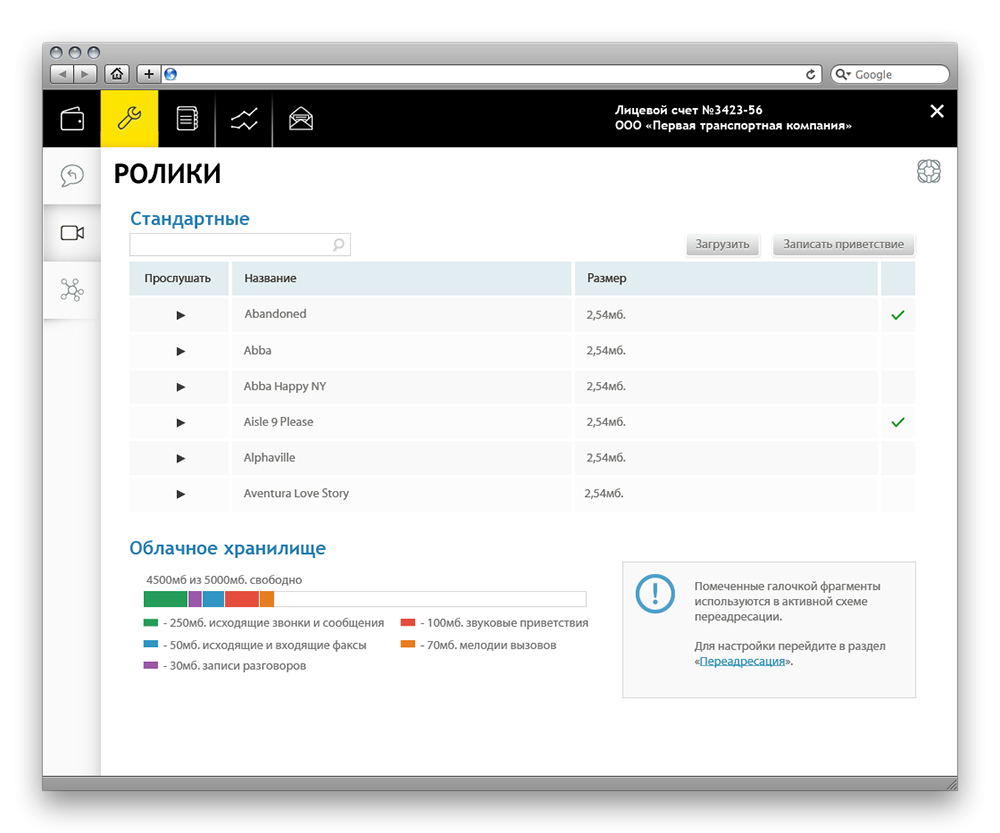 Google
Лицевой счет №3423-56
ООО «Первая транспортная компания»
РОЛИКИ
Стандартные
Загрузить
Записать приветствие
Прослушать Название Размер
Abandoned 2,54мб.
Abba 2,54мб.
Abba Happy NY 2,54мб.
Aisle 9 Please 2,54мб.
Alphaville 2,54мб.
Aventura Love Story 2,54мб.
Облачное хранилище
4500мб из 5000мб. свободно
- 250мб. исходящие звонки и сообщения
- 50мб. исходящие и входящие факсы
- 30мб. записи разговоров
- 100мб. звуковые приветствия
- 70мб. мелодии вызовов
Помеченные галочкой фрагменты
используются в активной схеме
переадресации.
Для настройки перейдите в раздел
«Переадресация».